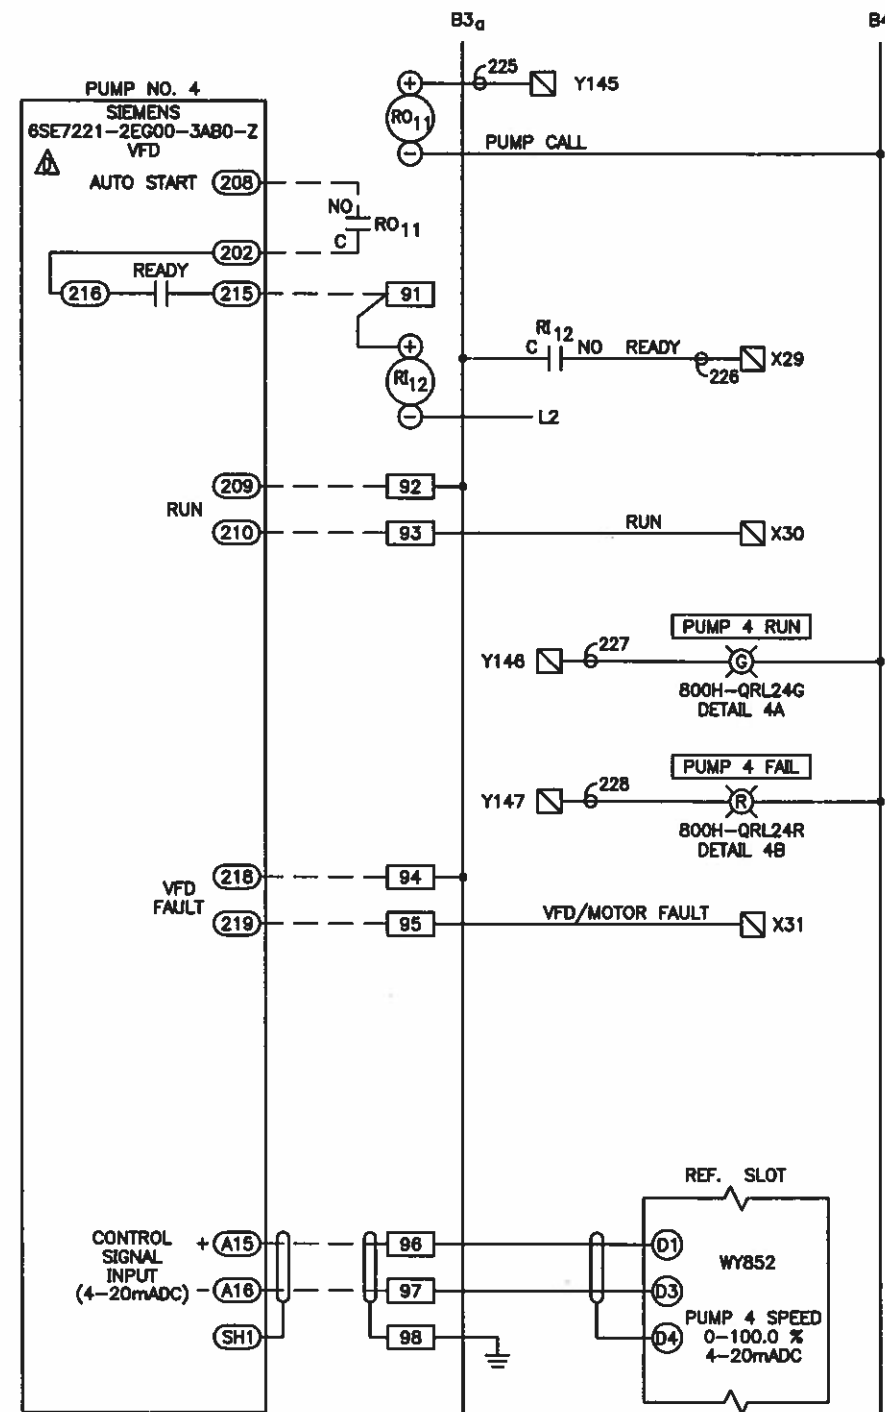 B3a
B4
225
Y145
PUMP NO. 4
SIEMENS
6SE7221-2EG00-3AB0-Z
VFD
+
RO11
−
PUMP CALL
AUTO START
208
NO
RO11
C
202
READY
216
215
91
+
RI12
−
L2
RI12
C
NO
READY
226
X29
RUN
209
92
210
93
RUN
X30
PUMP 4 RUN
Y146
227
G
800H-QRL24G
DETAIL 4A
PUMP 4 FAIL
Y147
228
R
800H-QRL24R
DETAIL 4B
VFD
FAULT
218
94
219
95
VFD/MOTOR FAULT
X31
REF. SLOT
CONTROL
SIGNAL
INPUT
(4-20mADC)
+
A15
96
D1
WY852
−
A16
97
D3
SH1
98
D4
PUMP 4 SPEED
0-100.0 %
4-20mADC